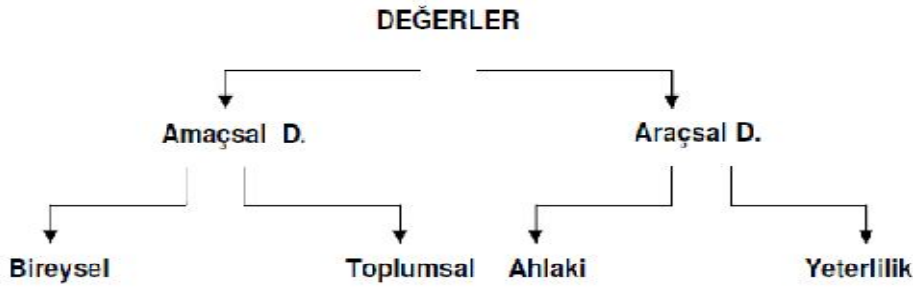 DEĞERLER
Amaçsal D.
Araçsal D.
Bireysel
Toplumsal
Ahlaki
Yeterlilik